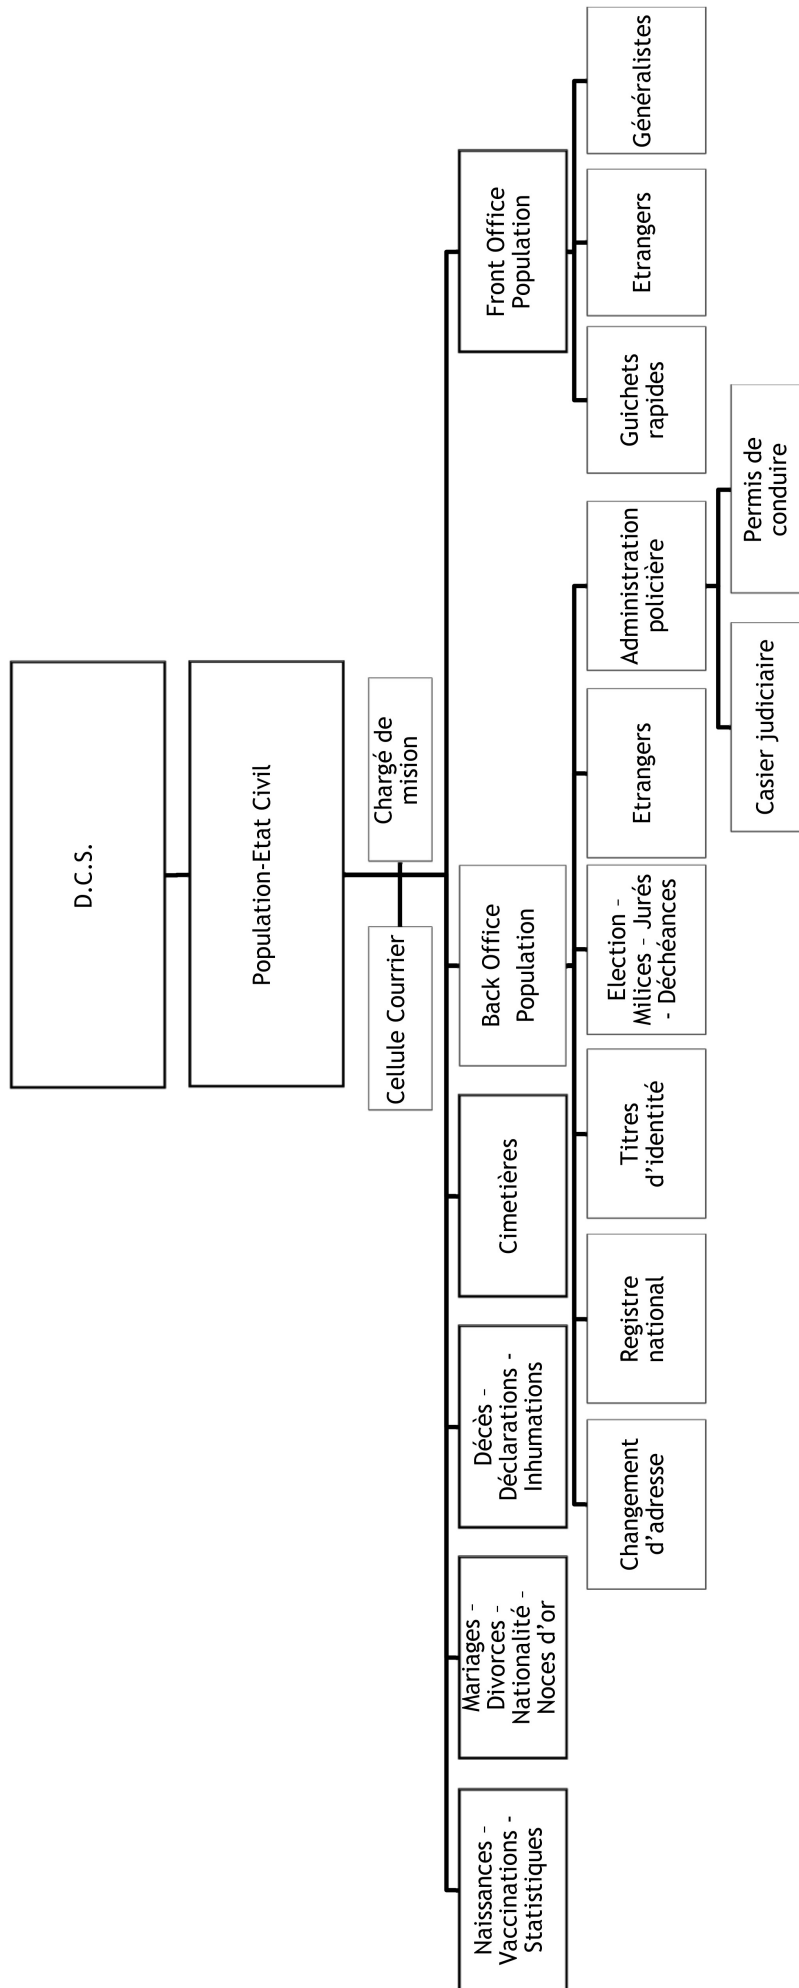 D.C.S.
Population-Etat Civil
Cellule Courrier
Chargé de
mision
Naissances –
Vaccinations -
Statistiques
Mariages –
Divorces –
Nationalité –
Noces d'or
Décès –
Déclarations -
Inhumations
Cimetières
Back Office
Population
Front Office
Population
Changement
d'adresse
Registre
national
Titres
d'identité
Election –
Milices – Jurés
- Déchéances
Etrangers
Administration
policière
Guichets
rapides
Etrangers
Généralistes
Casier judiciaire
Permis de
conduire